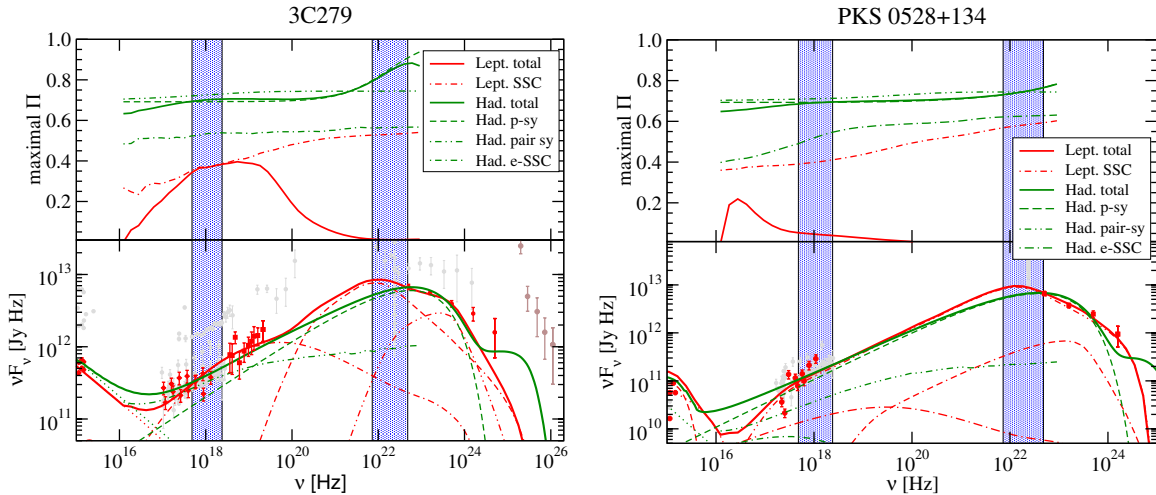 3C279
PKS 0528+134
maximal Π
1.0
0.8
0.6
0.4
0.2
Lept. total
Lept. SSC
Had. total
Had. p-sy
Had. pair sy
Had. e-SSC
maximal Π
1.0
0.8
0.6
0.4
0.2
Lept. total
Lept. SSC
Had. total
Had. p-sy
Had. pair-sy
Had. e-SSC
νFν [Jy Hz]
10^13
10^12
10^11
10^16 10^18 10^20 10^22 10^24 10^26
ν [Hz]
νFν [Jy Hz]
10^13
10^12
10^11
10^10
10^16 10^18 10^20 10^22 10^24
ν [Hz]